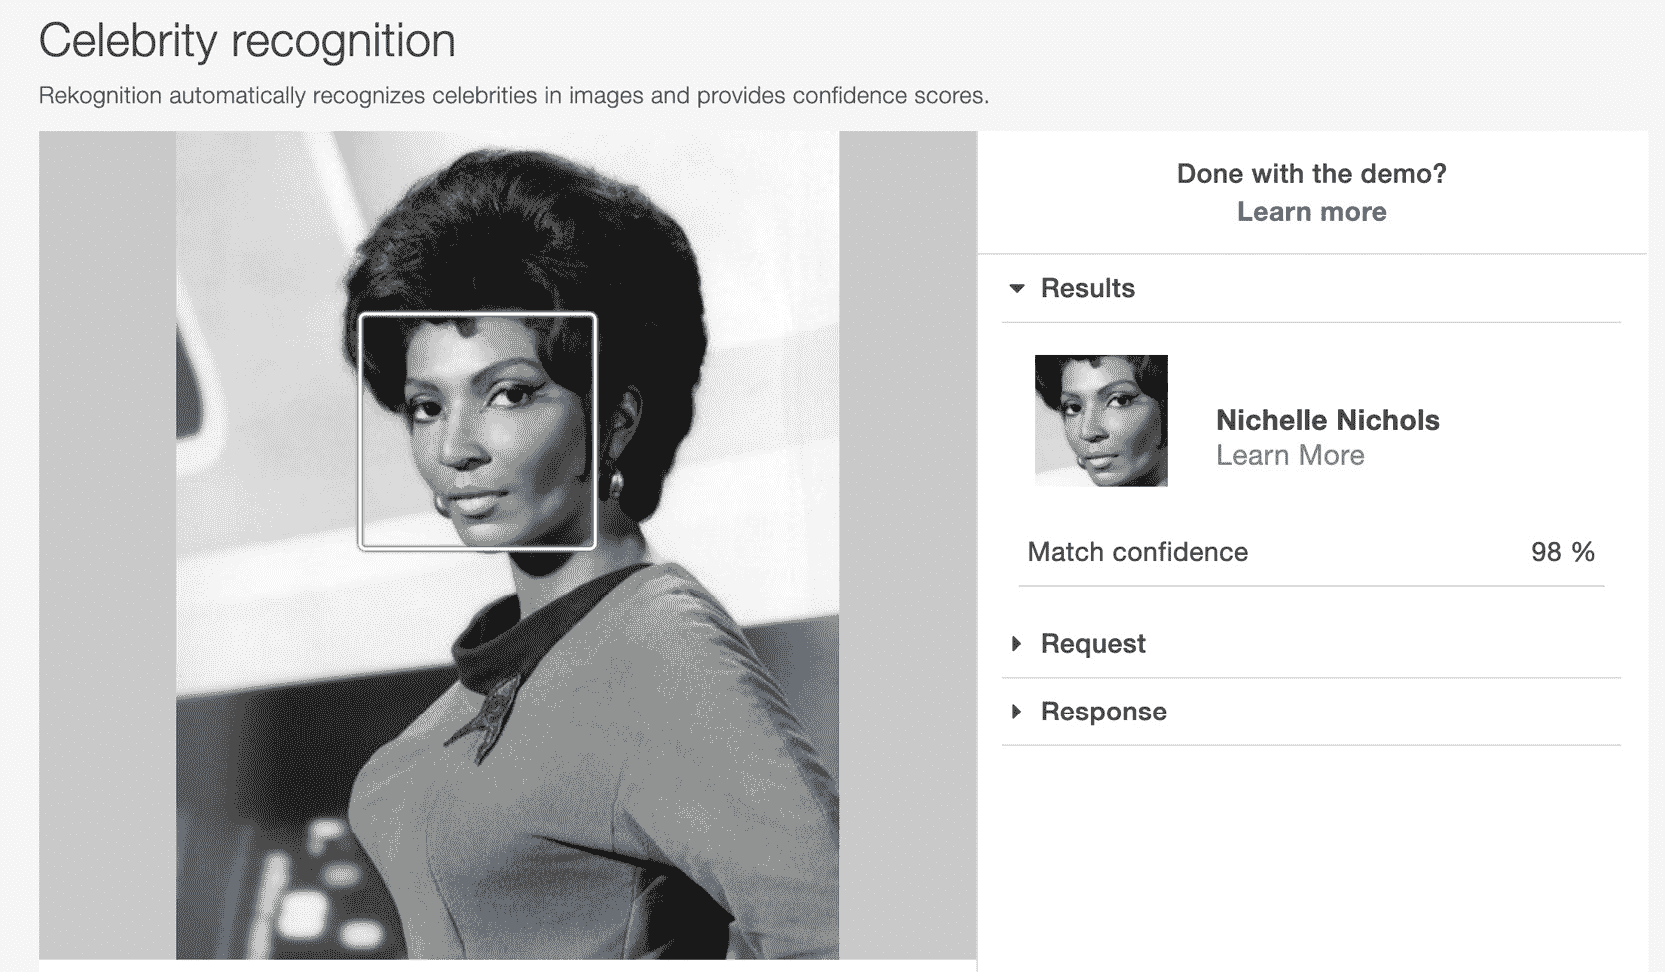 Celebrity recognition
Rekognition automatically recognizes celebrities in images and provides confidence scores.
Done with the demo?
Learn more
Results
Nichelle Nichols
Learn More
Match confidence 98 %
Request
Response